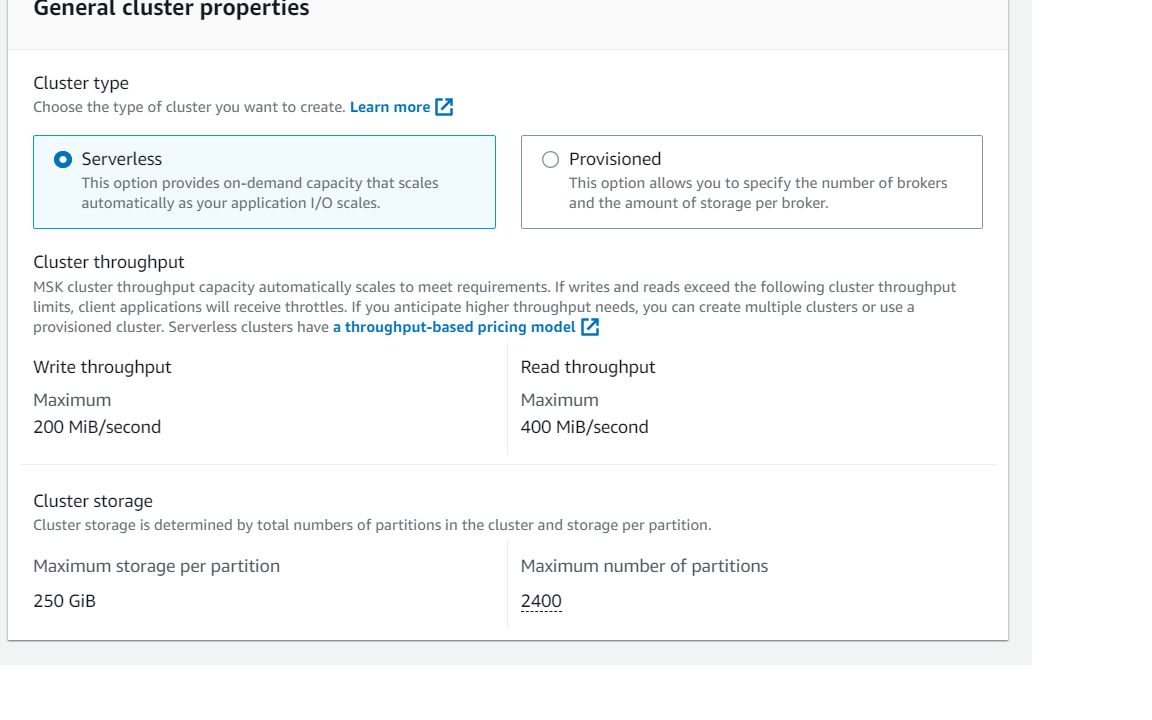 General cluster properties
Cluster type
Choose the type of cluster you want to create. Learn more
Serverless
This option provides on-demand capacity that scales
automatically as your application I/O scales.
Provisioned
This option allows you to specify the number of brokers
and the amount of storage per broker.
Cluster throughput
MSK cluster throughput capacity automatically scales to meet requirements. If writes and reads exceed the following cluster throughput
limits, client applications will receive throttles. If you anticipate higher throughput needs, you can create multiple clusters or use a
provisioned cluster. Serverless clusters have a throughput-based pricing model
Write throughput
Maximum
200 MiB/second
Read throughput
Maximum
400 MiB/second
Cluster storage
Cluster storage is determined by total numbers of partitions in the cluster and storage per partition.
Maximum storage per partition
250 GiB
Maximum number of partitions
2400